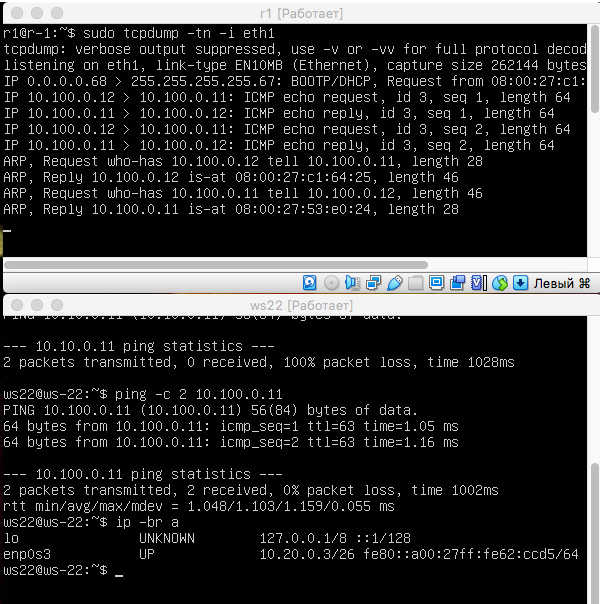 r1 [Работает]
r1@r-1:~$ sudo tcpdump -tn -i eth1
tcpdump: verbose output suppressed, use -v or -vv for full protocol decod
listening on eth1, link-type EN10MB (Ethernet), capture size 262144 bytes
IP 0.0.0.0.68 > 255.255.255.255.67: BOOTP/DHCP, Request from 08:00:27:c1:
IP 10.100.0.12 > 10.100.0.11: ICMP echo request, id 3, seq 1, length 64
IP 10.100.0.11 > 10.100.0.12: ICMP echo reply, id 3, seq 1, length 64
IP 10.100.0.12 > 10.100.0.11: ICMP echo request, id 3, seq 2, length 64
IP 10.100.0.11 > 10.100.0.12: ICMP echo reply, id 3, seq 2, length 64
ARP, Request who-has 10.100.0.12 tell 10.100.0.11, length 28
ARP, Reply 10.100.0.12 is-at 08:00:27:c1:64:25, length 46
ARP, Request who-has 10.100.0.11 tell 10.100.0.12, length 46
ARP, Reply 10.100.0.11 is-at 08:00:27:53:e0:24, length 28
Левый ⌘
ws22 [Работает]
PING 10.10.0.11 (10.10.0.11) 56(84) bytes of data.
--- 10.10.0.11 ping statistics ---
2 packets transmitted, 0 received, 100% packet loss, time 1028ms
ws22@ws-22:~$ ping -c 2 10.100.0.11
PING 10.100.0.11 (10.100.0.11) 56(84) bytes of data.
64 bytes from 10.100.0.11: icmp_seq=1 ttl=63 time=1.05 ms
64 bytes from 10.100.0.11: icmp_seq=2 ttl=63 time=1.16 ms
--- 10.100.0.11 ping statistics ---
2 packets transmitted, 2 received, 0% packet loss, time 1002ms
rtt min/avg/max/mdev = 1.048/1.103/1.159/0.055 ms
ws22@ws-22:~$ ip -br a
lo UNKNOWN 127.0.0.1/8 ::1/128
enp0s3 UP 10.20.0.3/26 fe80::a00:27ff:fe62:ccd5/64
ws22@ws-22:~$ _